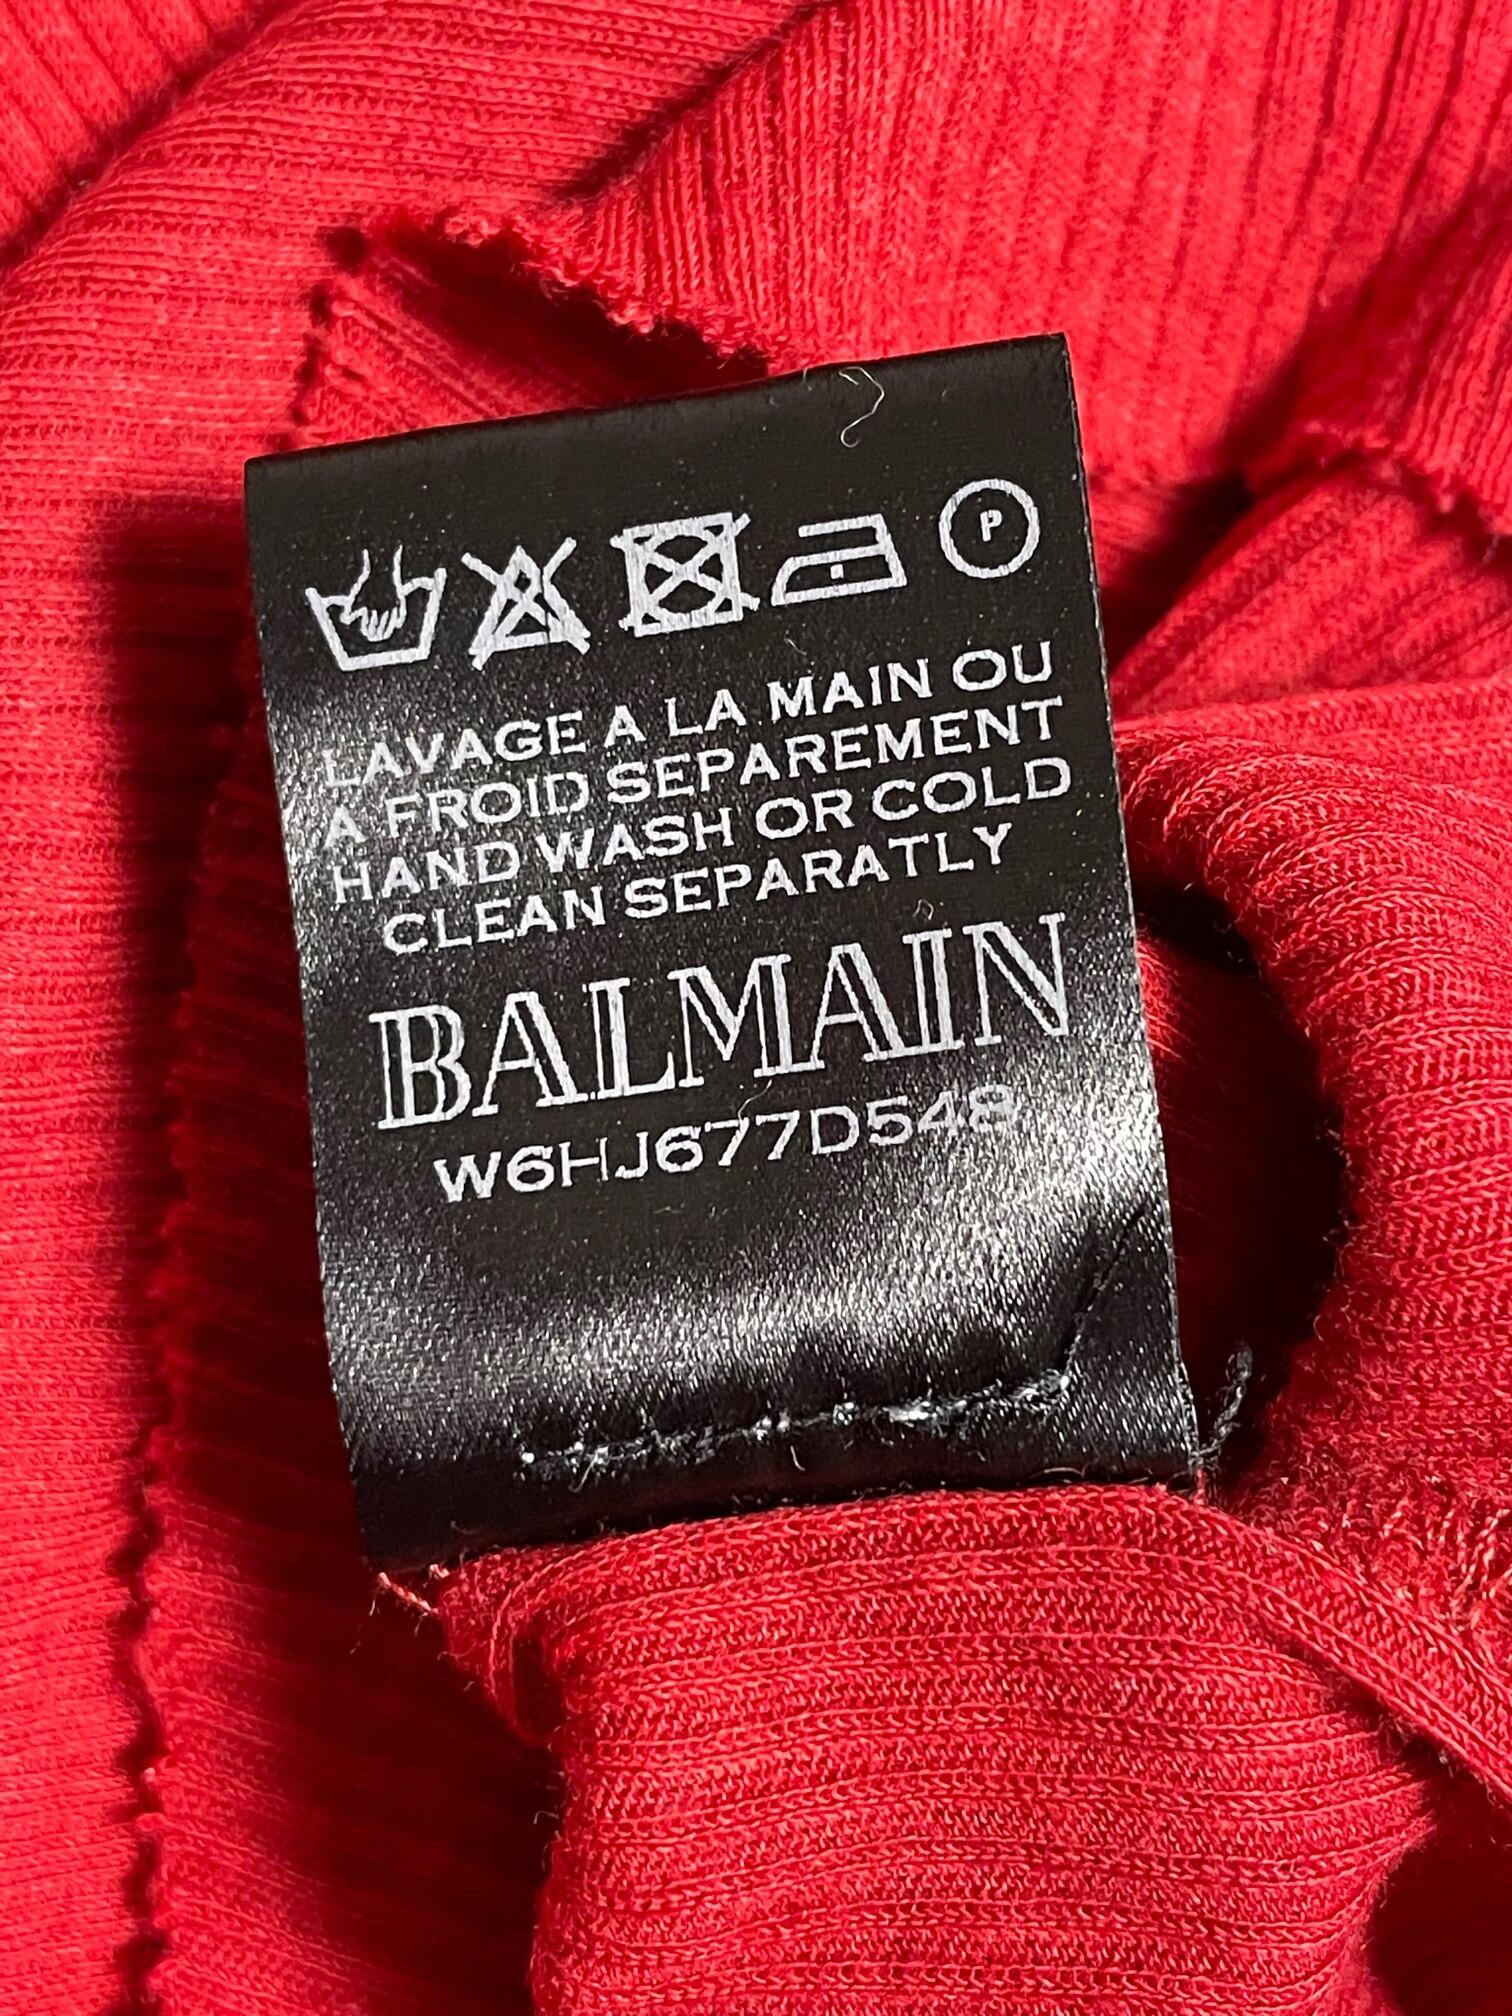 P
LAVAGE A LA MAIN OU
A FROID SEPAREMENT
HAND WASH OR COLD
CLEAN SEPARATLY
BALMAIN
W6HJ677D548